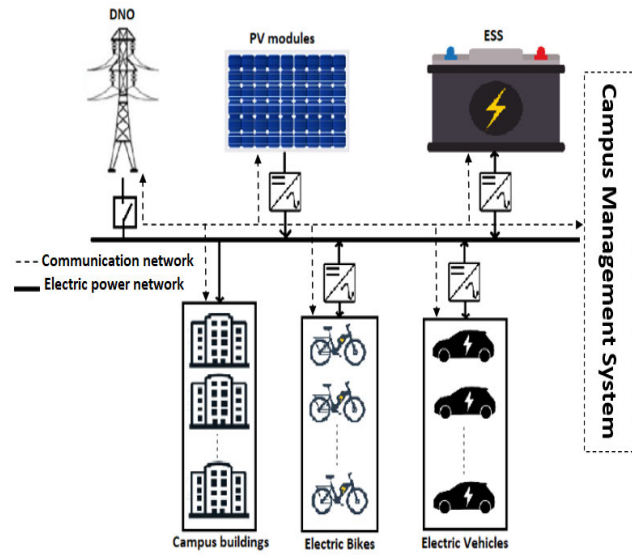 DNO
PV modules
ESS
Campus Management System
Communication network
Electric power network
Campus buildings
Electric Bikes
Electric Vehicles